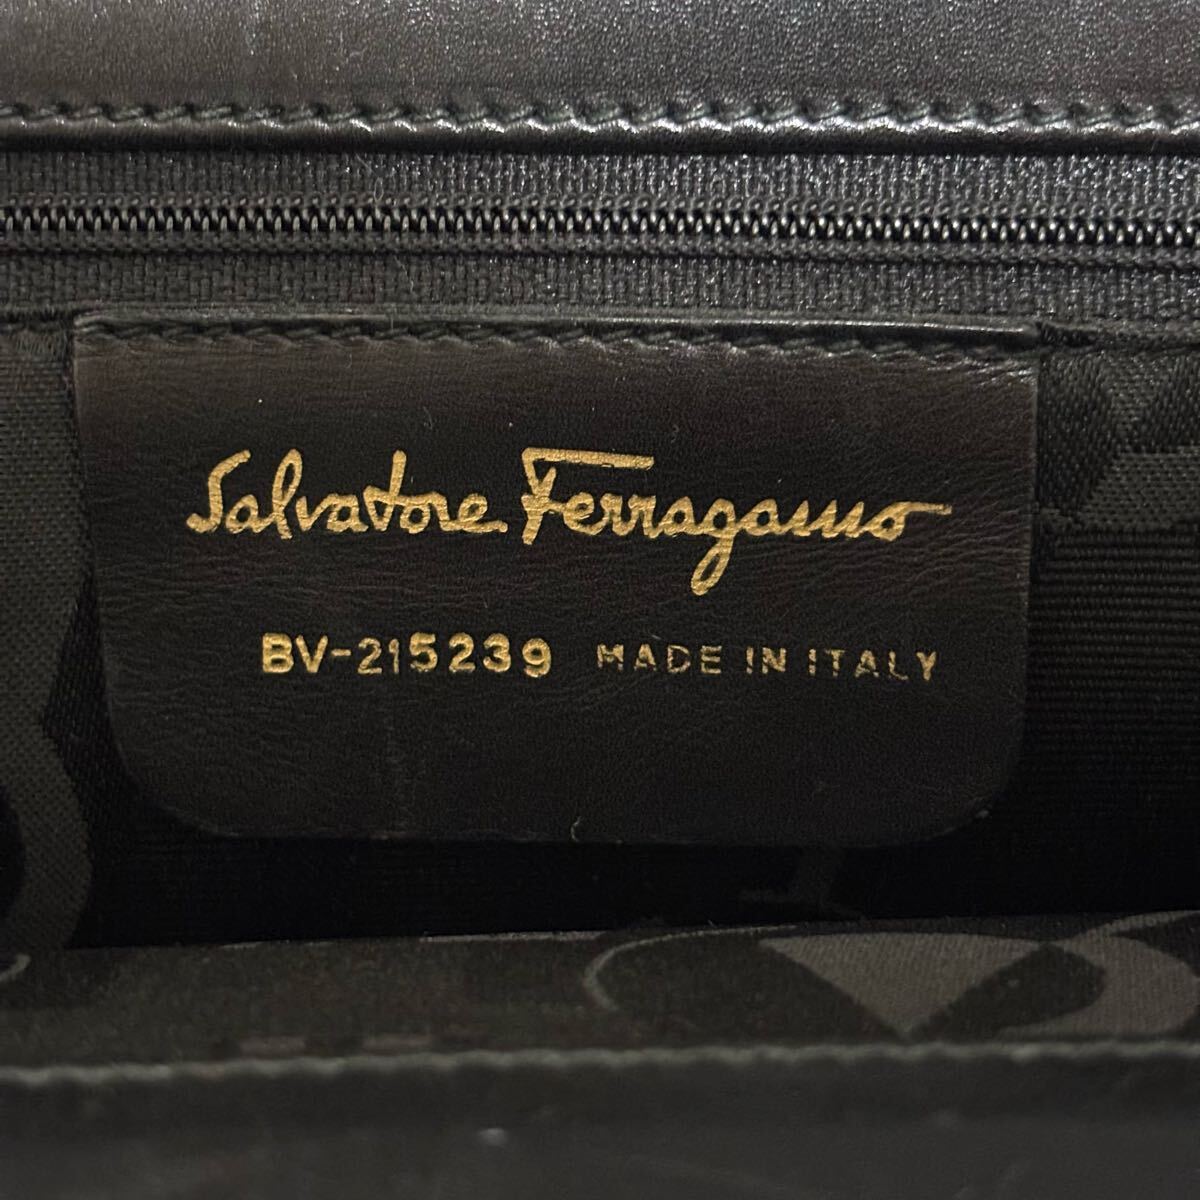 Salvatore Ferragamo
BV-215239 MADE IN ITALY